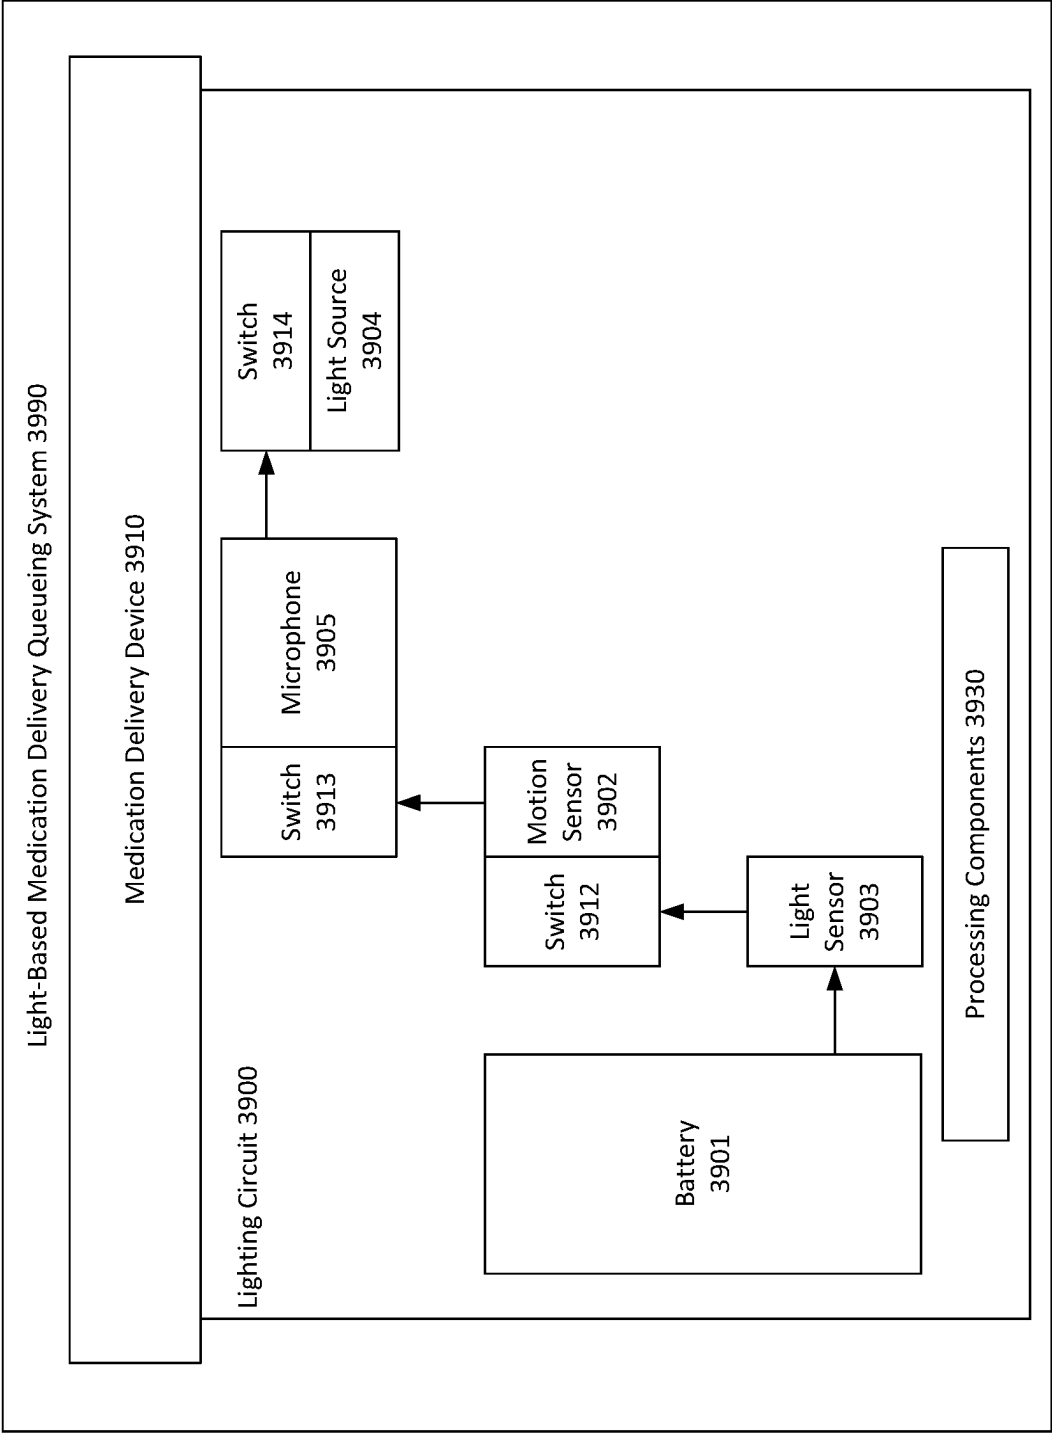 Light-Based Medication Delivery Queueing System 3990
Medication Delivery Device 3910
Lighting Circuit 3900
Battery
3901
Light
Sensor
3903
Switch
3912
Motion
Sensor
3902
Switch
3913
Microphone
3905
Switch
3914
Light Source
3904
Processing Components 3930